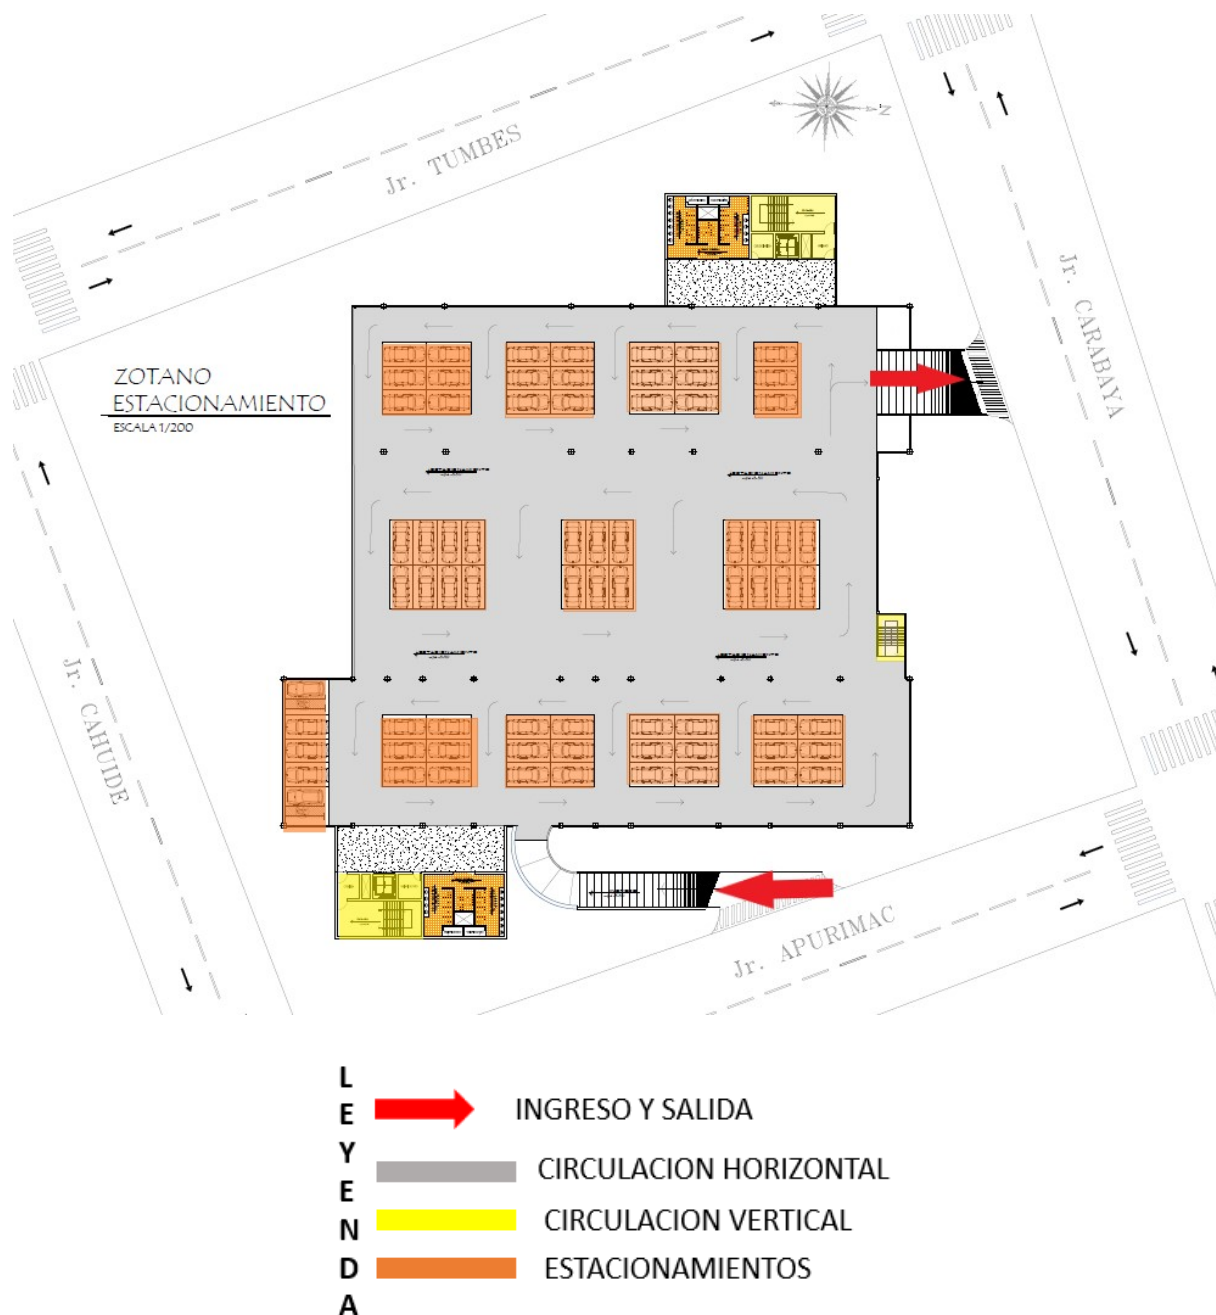 Jr. TUMBES
N
Jr. CARABAYA
ZOTANO
ESTACIONAMIENTO
ESCALA 1/200
Jr. CAHUIDE
Jr. APURIMAC
LEYENDA
INGRESO Y SALIDA
CIRCULACION HORIZONTAL
CIRCULACION VERTICAL
ESTACIONAMIENTOS